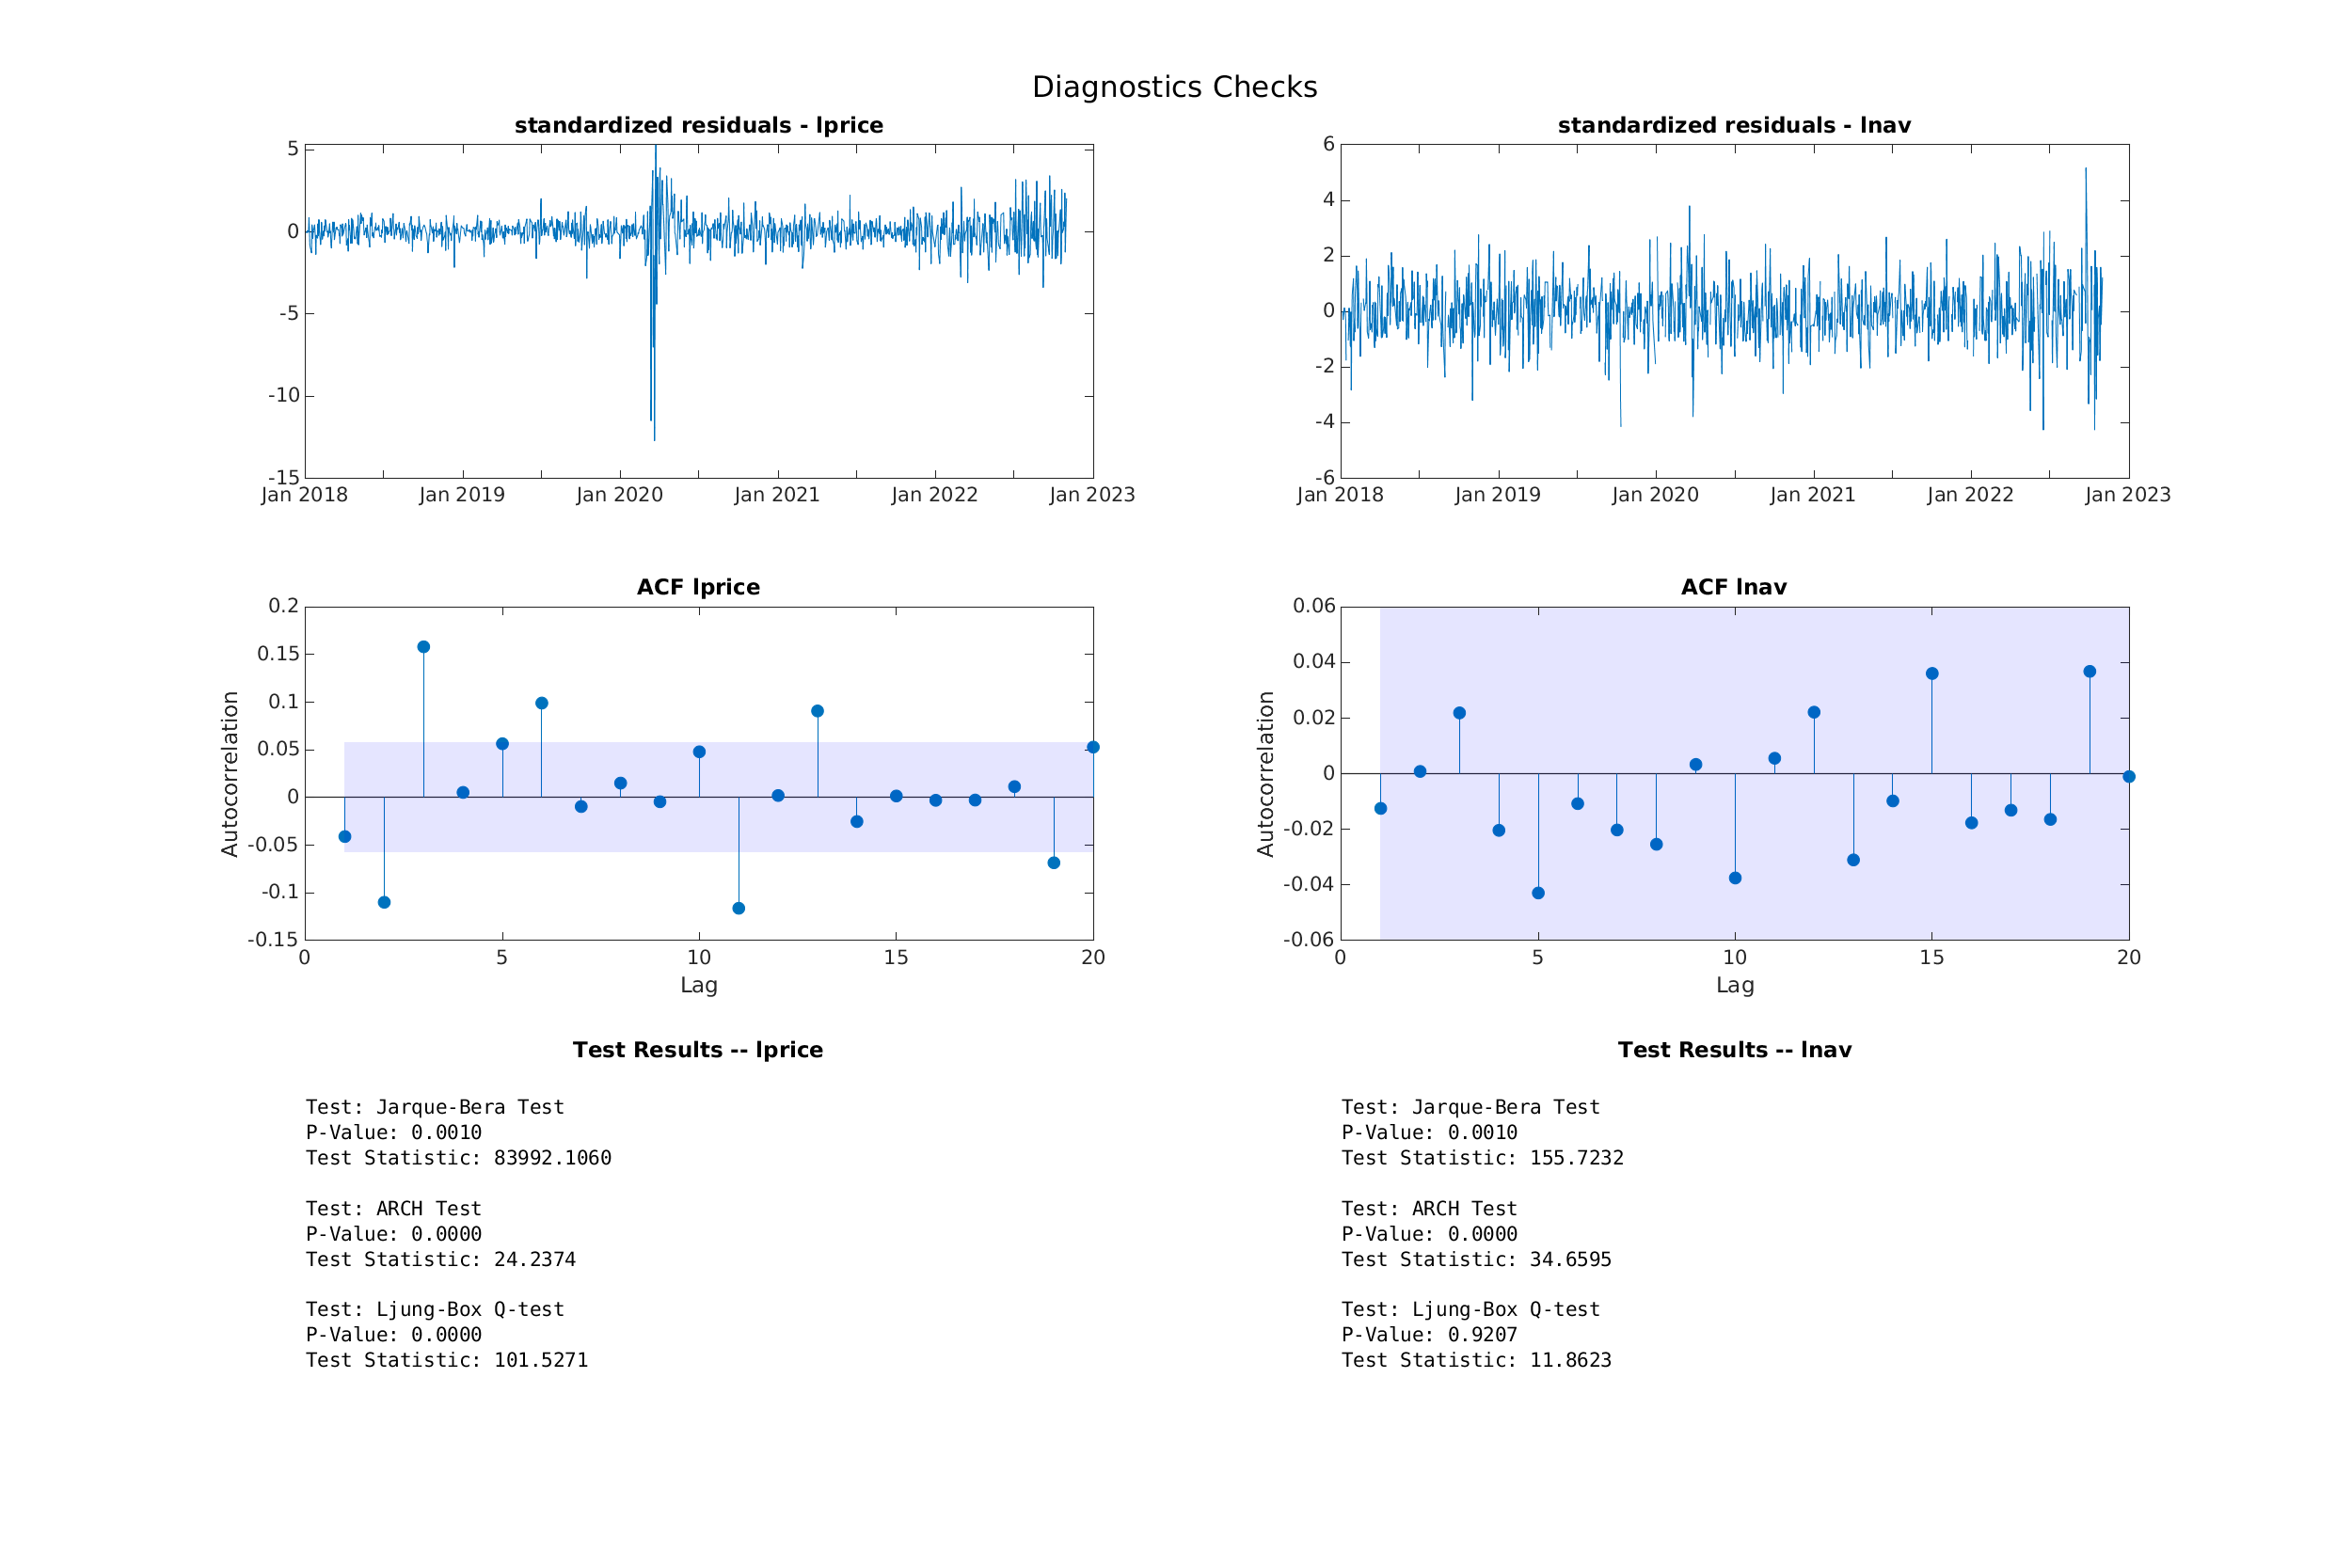 Diagnostics Checks
standardized residuals - lprice
5
0
-5
-10
-15
Jan 2018 Jan 2019 Jan 2020 Jan 2021 Jan 2022 Jan 2023
standardized residuals - lnav
6
4
2
0
-2
-4
-6
Jan 2018 Jan 2019 Jan 2020 Jan 2021 Jan 2022 Jan 2023
ACF lprice
Autocorrelation
0.2
0.15
0.1
0.05
0
-0.05
-0.1
-0.15
0 5 10 15 20
Lag
ACF lnav
Autocorrelation
0.06
0.04
0.02
0
-0.02
-0.04
-0.06
0 5 10 15 20
Lag
Test Results -- lprice
Test: Jarque-Bera Test
P-Value: 0.0010
Test Statistic: 83992.1060
Test: ARCH Test
P-Value: 0.0000
Test Statistic: 24.2374
Test: Ljung-Box Q-test
P-Value: 0.0000
Test Statistic: 101.5271
Test Results -- lnav
Test: Jarque-Bera Test
P-Value: 0.0010
Test Statistic: 155.7232
Test: ARCH Test
P-Value: 0.0000
Test Statistic: 34.6595
Test: Ljung-Box Q-test
P-Value: 0.9207
Test Statistic: 11.8623